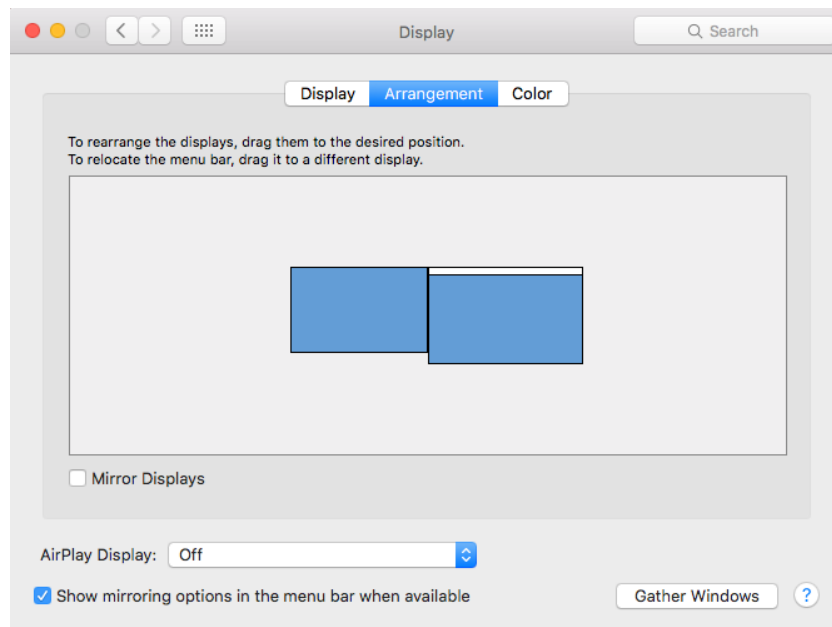 Display
Search
Display Arrangement Color
To rearrange the displays, drag them to the desired position.
To relocate the menu bar, drag it to a different display.
Mirror Displays
AirPlay Display: Off
Show mirroring options in the menu bar when available
Gather Windows
?